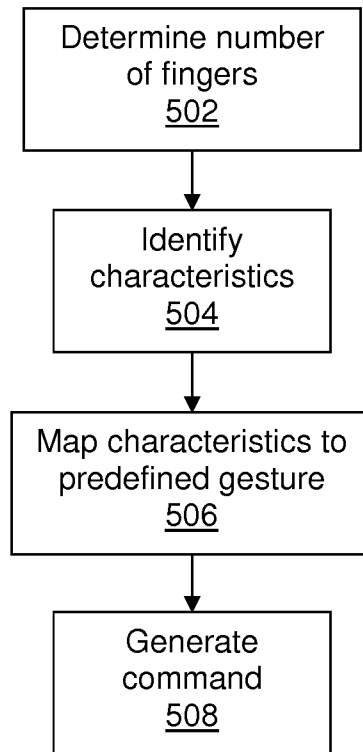 Determine number
of fingers
502
Identify
characteristics
504
Map characteristics to
predefined gesture
506
Generate
command
508